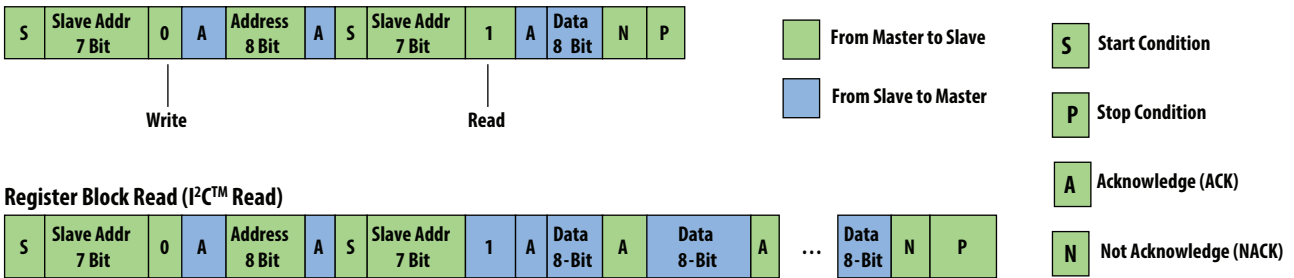 S Slave Addr 7 Bit 0 A Address 8 Bit A S Slave Addr 7 Bit 1 A Data 8 Bit N P
Write Read
From Master to Slave
From Slave to Master
S Start Condition
P Stop Condition
A Acknowledge (ACK)
N Not Acknowledge (NACK)
Register Block Read (I²C™ Read)
S Slave Addr 7 Bit 0 A Address 8 Bit A S Slave Addr 7 Bit 1 A Data 8-Bit A Data 8-Bit A ... Data 8-Bit N P